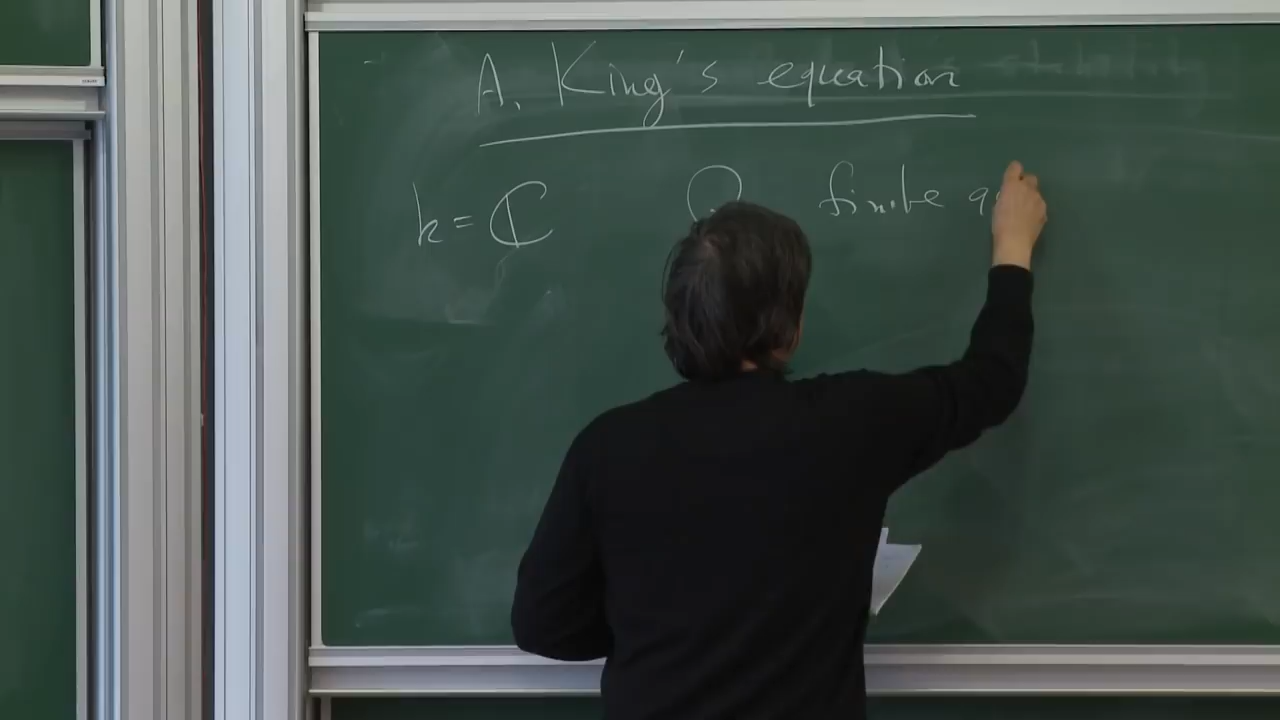 A. King's equation
k = ℂ Q finite q